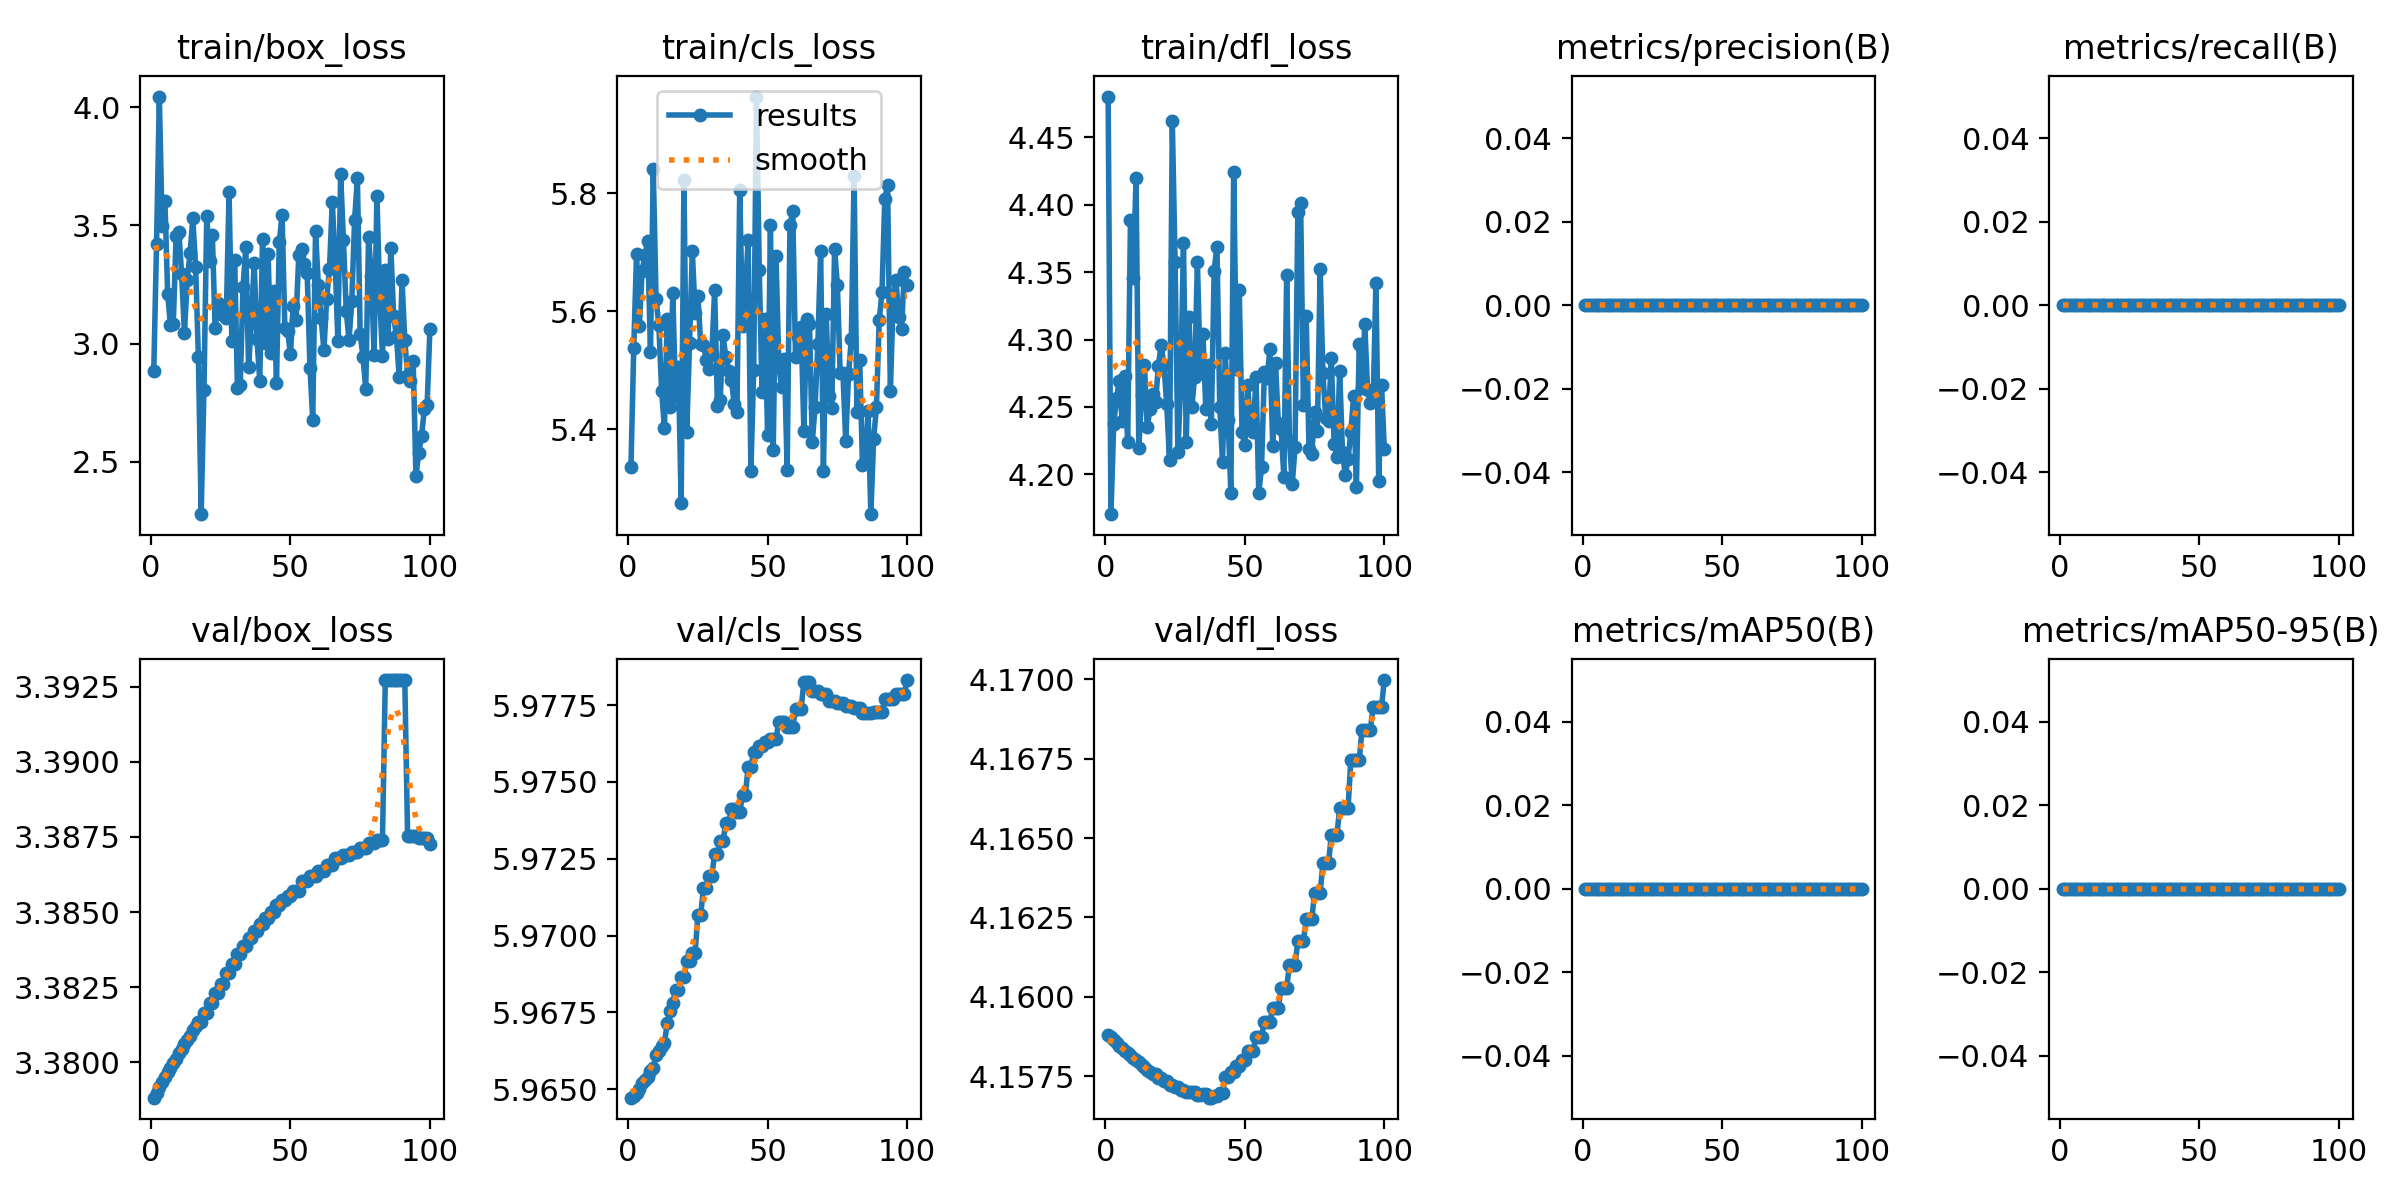 train/box_loss
4.0
3.5
3.0
2.5
0 50 100
train/cls_loss
results
smooth
5.8
5.6
5.4
0 50 100
train/dfl_loss
4.45
4.40
4.35
4.30
4.25
4.20
0 50 100
metrics/precision(B)
0.04
0.02
0.00
−0.02
−0.04
0 50 100
metrics/recall(B)
0.04
0.02
0.00
−0.02
−0.04
0 50 100
val/box_loss
3.3925
3.3900
3.3875
3.3850
3.3825
3.3800
0 50 100
val/cls_loss
5.9775
5.9750
5.9725
5.9700
5.9675
5.9650
0 50 100
val/dfl_loss
4.1700
4.1675
4.1650
4.1625
4.1600
4.1575
0 50 100
metrics/mAP50(B)
0.04
0.02
0.00
−0.02
−0.04
0 50 100
metrics/mAP50-95(B)
0.04
0.02
0.00
−0.02
−0.04
0 50 100